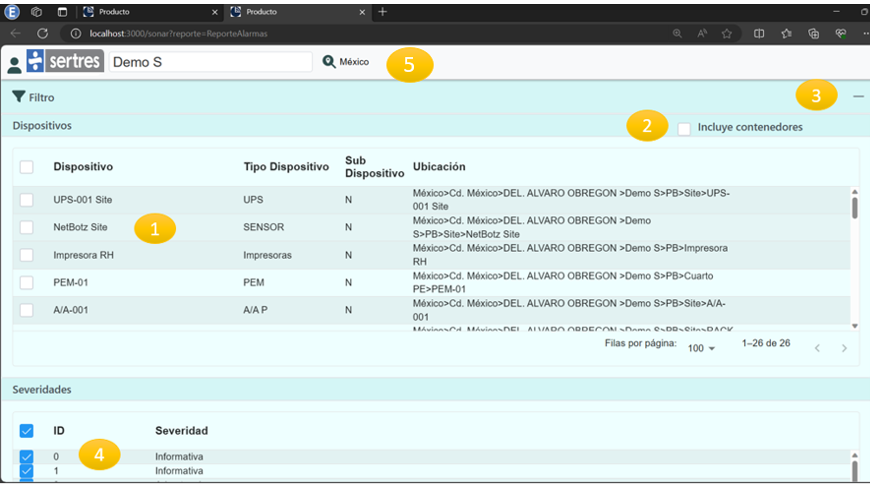 Producto
Producto
localhost:3000/sonar?reporte=ReporteAlarmas
sertres
Demo S
México
5
Filtro
3
Dispositivos
2
Incluye contenedores
Dispositivo
Tipo Dispositivo
Sub
Dispositivo
Ubicación
UPS-001 Site
UPS
N
México>Cd. México>DEL. ALVARO OBREGON >Demo S>PB>Site>UPS-
001 Site
NetBotz Site
1
SENSOR
N
México>Cd. México>DEL. ALVARO OBREGON >Demo
S>PB>Site>NetBotz Site
Impresora RH
Impresoras
N
México>Cd. México>DEL. ALVARO OBREGON >Demo S>PB>Impresora
RH
PEM-01
PEM
N
México>Cd. México>DEL. ALVARO OBREGON >Demo S>PB>Cuarto
PE>PEM-01
A/A-001
A/A P
N
México>Cd. México>DEL. ALVARO OBREGON >Demo S>PB>Site>A/A-
001
México>Cd. México>DEL. ALVARO OBREGON >Demo S>PB>Site>RACK
Filas por página:
100
1–26 de 26
Severidades
ID
Severidad
4
0
Informativa
1
Informativa